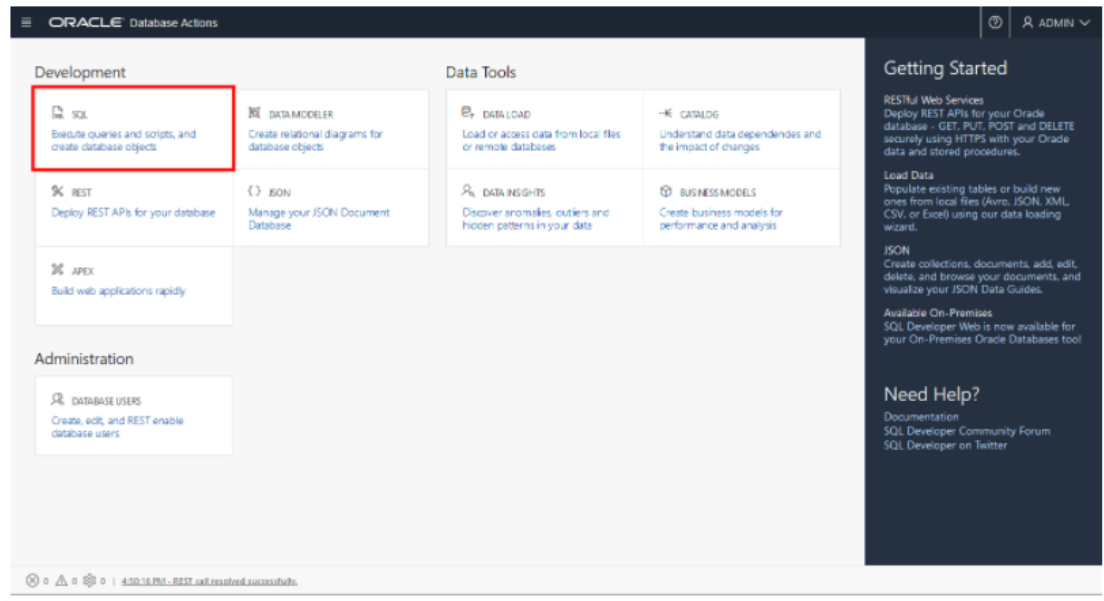 ORACLE Database Actions
ADMIN
Development
SQL
Execute queries and scripts, and
create database objects
DATA MODELER
Create relational diagrams for
database objects
REST
Deploy REST APIs for your database
{} JSON
Manage your JSON Document
Database
APEX
Build web applications rapidly
Data Tools
DATA LOAD
Load or access data from local files
or remote databases
CATALOG
Understand data dependendes and
the impact of changes
DATA INSIGHTS
Discover anomalies, outliers and
hidden patterns in your data
BUSINESS MODELS
Create business models for
performance and analysis
Administration
DATABASE USERS
Create, edit, and REST enable
database users
Getting Started
RESTful Web Services
Deploy REST APIs for your Orade
database - GET, PUT, POST and DELETE
securely using HTTPS with your Orade
data and stored procedures.
Load Data
Populate existing tables or build new
ones from local files (Avro, JSON, XML,
CSV, or Excel) using our data loading
wizard.
JSON
Create collections, documents, add, edit,
delete, and browse your documents, and
visualize your JSON Data Guides.
Available On-Premises
SQL Developer Web is now available for
your On-Premises Oracle Databases tool
Need Help?
Documentation
SQL Developer Community Forum
SQL Developer on Twitter
0 0 0 | 4:50:16 PM - REST call resolved successfully.